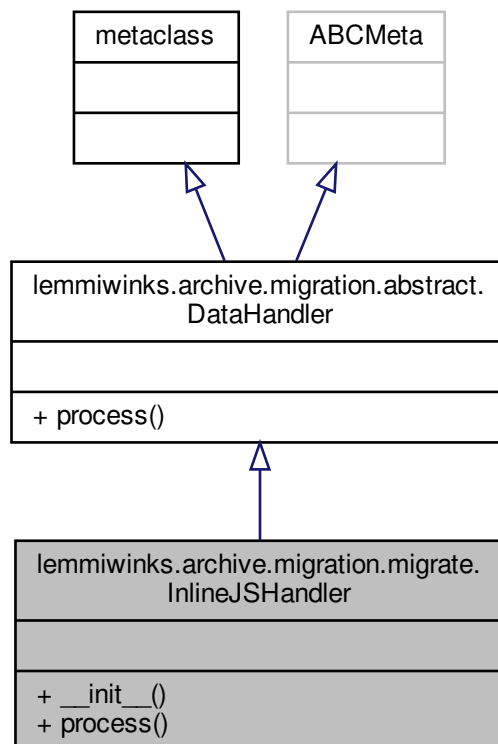 metaclass
ABCMeta
lemmiwinks.archive.migration.abstract.
DataHandler
+ process()
lemmiwinks.archive.migration.migrate.
InlineJSHandler
+ __init__()
+ process()